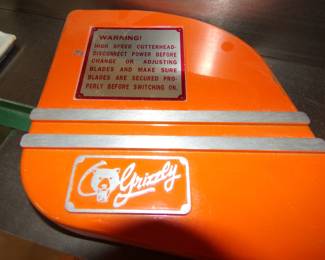 WARNING!
HIGH SPEED CUTTERHEAD-
DISCONNECT POWER BEFORE
CHANGE OR ADJUSTING
BLADES AND MAKE SURE
BLADES ARE SECURED PRO-
PERLY BEFORE SWITCHING ON.
Grizzly